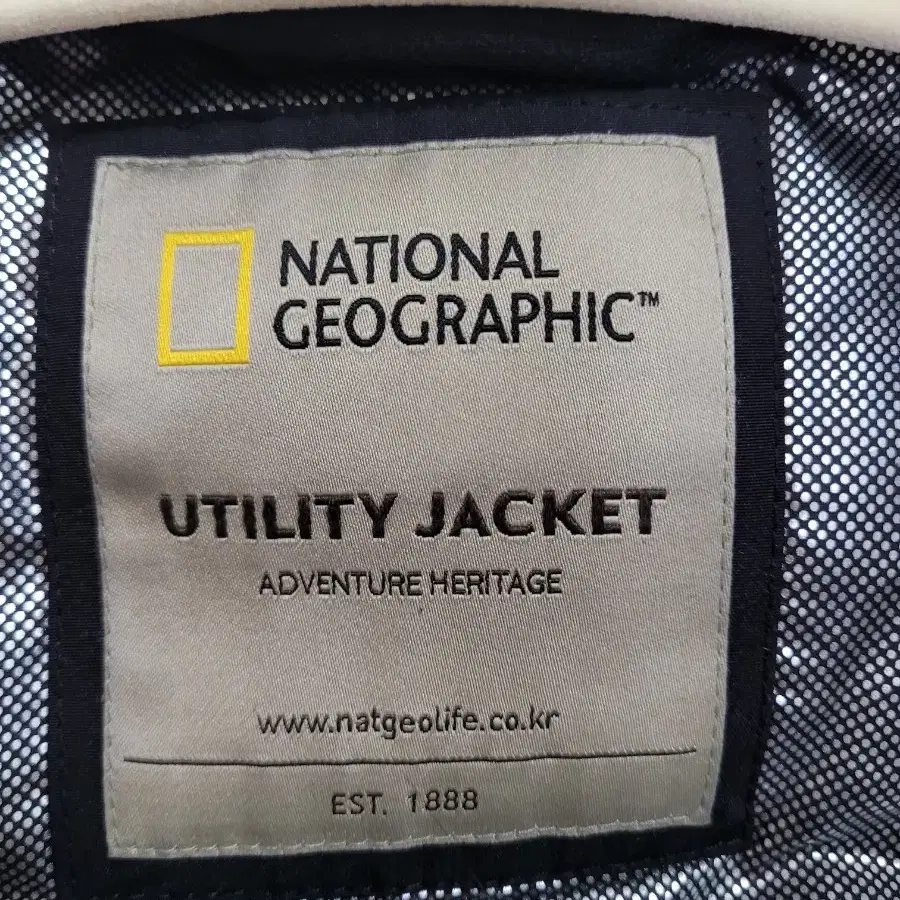 NATIONAL
GEOGRAPHIC™
UTILITY JACKET
ADVENTURE HERITAGE
www.natgeolife.co.kr
EST. 1888